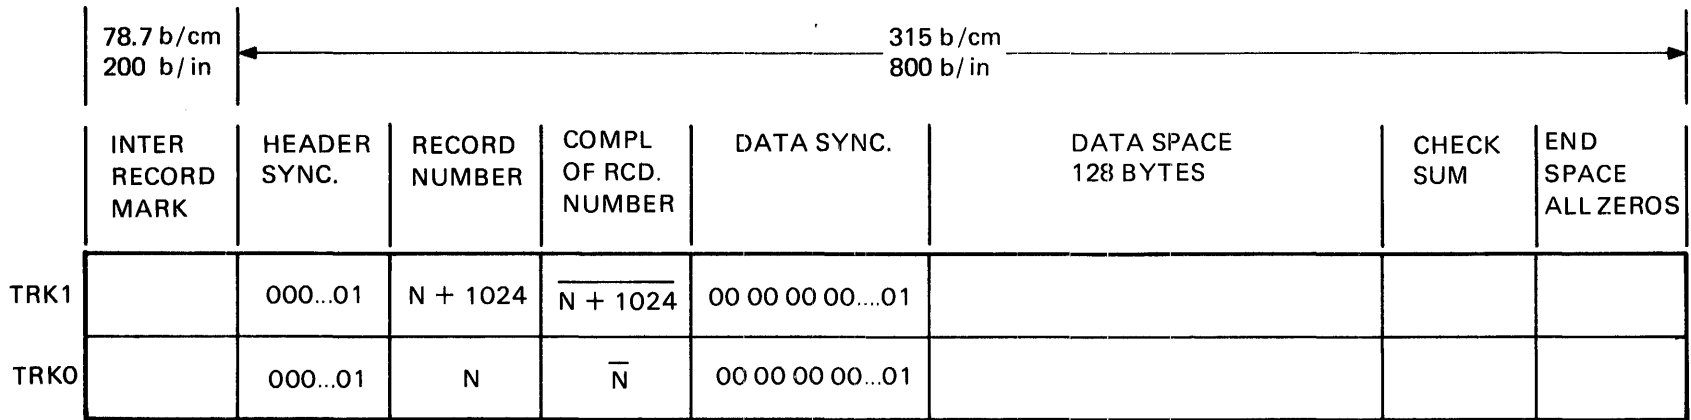 78.7 b/cm
200 b/in
315 b/cm
800 b/in
INTER
RECORD
MARK
HEADER
SYNC.
RECORD
NUMBER
COMPL
OF RCD.
NUMBER
DATA SYNC.
DATA SPACE
128 BYTES
CHECK
SUM
END
SPACE
ALL ZEROS
TRK1
000...01
N + 1024
N + 1024
00 00 00 00....01
TRK0
000...01
N
N
00 00 00 00...01